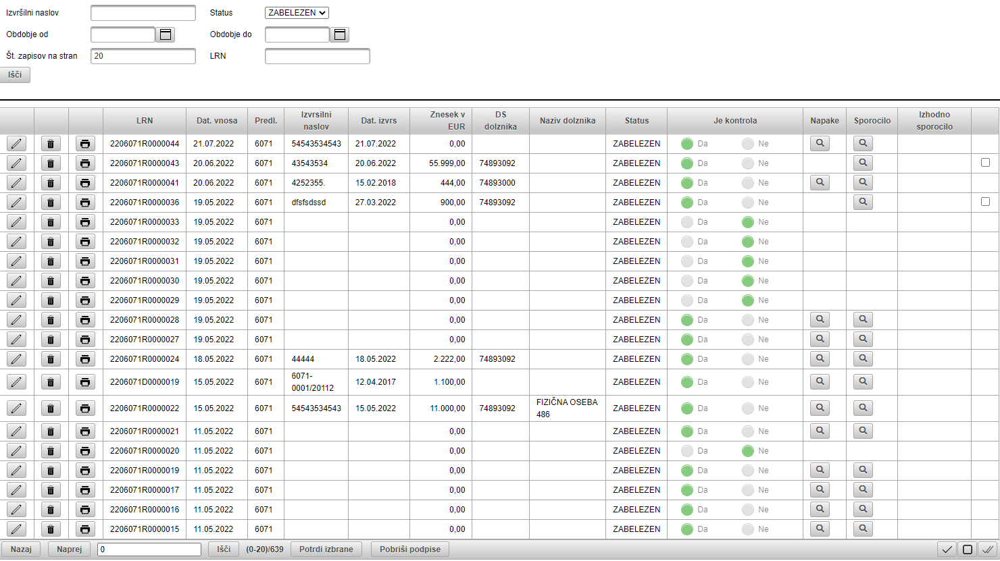 Izvršilni naslov Status ZABELEZEN
Obdobje od Obdobje do
Št. zapisov na stran 20 LRN
Išči
LRN Dat. vnosa Predl. Izvrsilni naslov Dat. izvrs Znesek v EUR DS dolznika Naziv dolznika Status Je kontrola Napake Sporocilo Izhodno sporocilo
2206071R0000044 21.07.2022 6071 54543534543 21.07.2022 0,00 ZABELEZEN Da Ne
2206071R0000043 20.06.2022 6071 43543534 20.06.2022 55.999,00 74893092 ZABELEZEN Da Ne
2206071R0000041 20.06.2022 6071 4252355. 15.02.2018 444,00 74893000 ZABELEZEN Da Ne
2206071R0000036 19.05.2022 6071 dfsfsdssd 27.03.2022 900,00 74893092 ZABELEZEN Da Ne
2206071R0000033 19.05.2022 6071 0,00 ZABELEZEN Da Ne
2206071R0000032 19.05.2022 6071 0,00 ZABELEZEN Da Ne
2206071R0000031 19.05.2022 6071 0,00 ZABELEZEN Da Ne
2206071R0000030 19.05.2022 6071 0,00 ZABELEZEN Da Ne
2206071R0000029 19.05.2022 6071 0,00 ZABELEZEN Da Ne
2206071R0000028 19.05.2022 6071 0,00 ZABELEZEN Da Ne
2206071R0000027 19.05.2022 6071 0,00 ZABELEZEN Da Ne
2206071R0000024 18.05.2022 6071 44444 18.05.2022 2.222,00 74893092 ZABELEZEN Da Ne
2206071D0000019 15.05.2022 6071 6071-0001/20112 12.04.2017 1.100,00 ZABELEZEN Da Ne
2206071R0000022 15.05.2022 6071 54543534543 15.05.2022 11.000,00 74893092 FIZIČNA OSEBA 486 ZABELEZEN Da Ne
2206071R0000021 11.05.2022 6071 0,00 ZABELEZEN Da Ne
2206071R0000020 11.05.2022 6071 0,00 ZABELEZEN Da Ne
2206071R0000019 11.05.2022 6071 0,00 ZABELEZEN Da Ne
2206071R0000017 11.05.2022 6071 0,00 ZABELEZEN Da Ne
2206071R0000016 11.05.2022 6071 0,00 ZABELEZEN Da Ne
2206071R0000015 11.05.2022 6071 0,00 ZABELEZEN Da Ne
Nazaj Naprej 0 Išči (0-20)/639 Potrdi izbrane Pobriši podpise